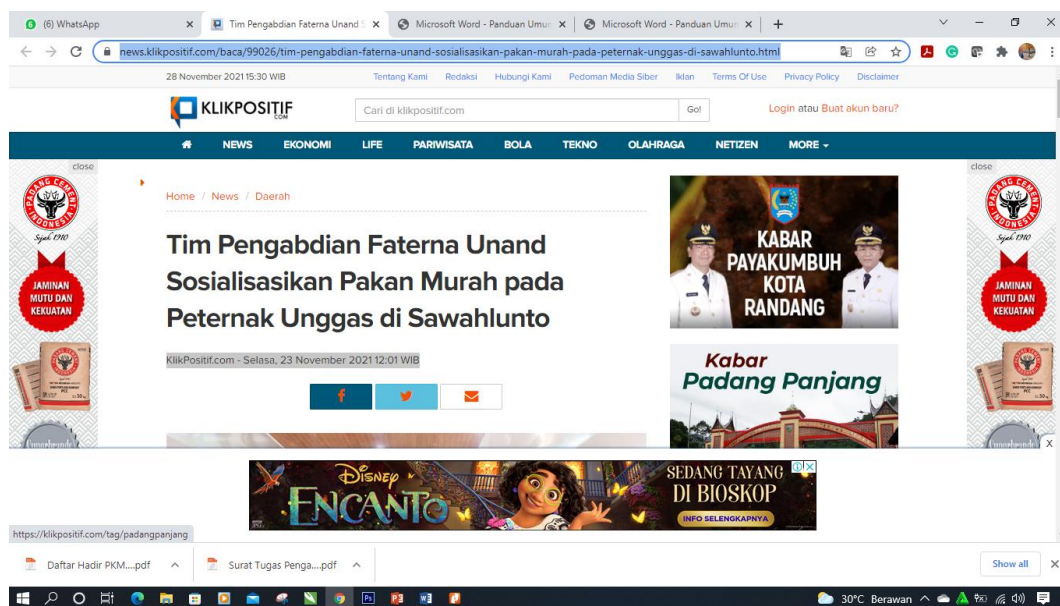 (6) WhatsApp
Tim Pengabdian Faterna Unand S
Microsoft Word - Panduan Umum
Microsoft Word - Panduan Umum
news.klikpositif.com/baca/99026/tim-pengabdian-faterna-unand-sosialisasikan-pakan-murah-pada-peternak-unggas-di-sawahlunto.html
28 November 2021 15:30 WIB
Tentang Kami Redaksi Hubungi Kami Pedoman Media Siber Iklan Terms Of Use Privacy Policy Disclaimer
KLIKPOSITIF
COM
Cari di klikpositif.com
Go!
Login atau Buat akun baru?
NEWS EKONOMI LIFE PARIWISATA BOLA TEKNO OLAHRAGA NETIZEN MORE
close
close
PADANG CEMENT INDONESIA
Sejak 1910
JAMINAN
MUTU DAN
KEKUATAN
PADANG CEMENT INDONESIA
Sejak 1910
JAMINAN
MUTU DAN
KEKUATAN
Home / News / Daerah
Tim Pengabdian Faterna Unand
Sosialisasikan Pakan Murah pada
Peternak Unggas di Sawahlunto
KlikPositif.com - Selasa, 23 November 2021 12:01 WIB
KABAR
PAYAKUMBUH
KOTA
RANDANG
Kabar
Padang Panjang
X
DISNEY
ENCANTO
SEDANG TAYANG
DI BIOSKOP
INFO SELENGKAPNYA
https://klikpositif.com/tag/padangpanjang
Daftar Hadir PKM....pdf
Surat Tugas Penga....pdf
Show all
30°C Berawan